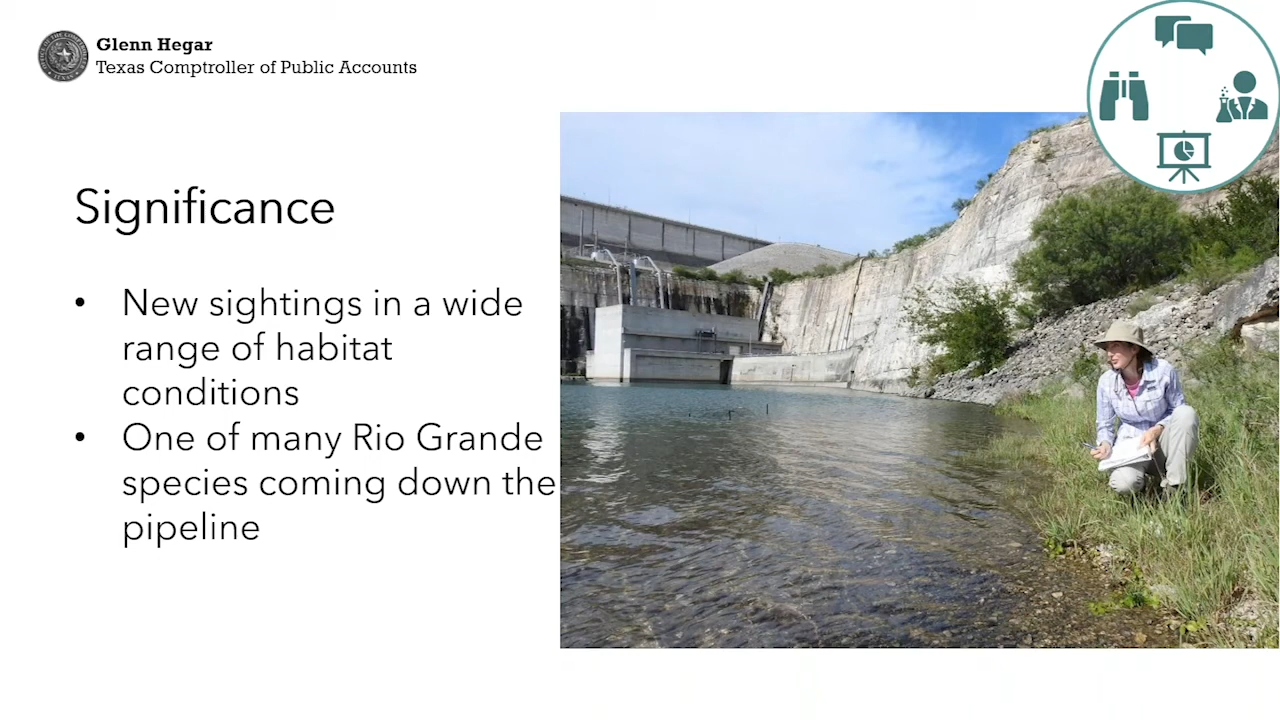 Glenn Hegar
Texas Comptroller of Public Accounts
Significance
• New sightings in a wide
range of habitat
conditions
• One of many Rio Grande
species coming down the
pipeline